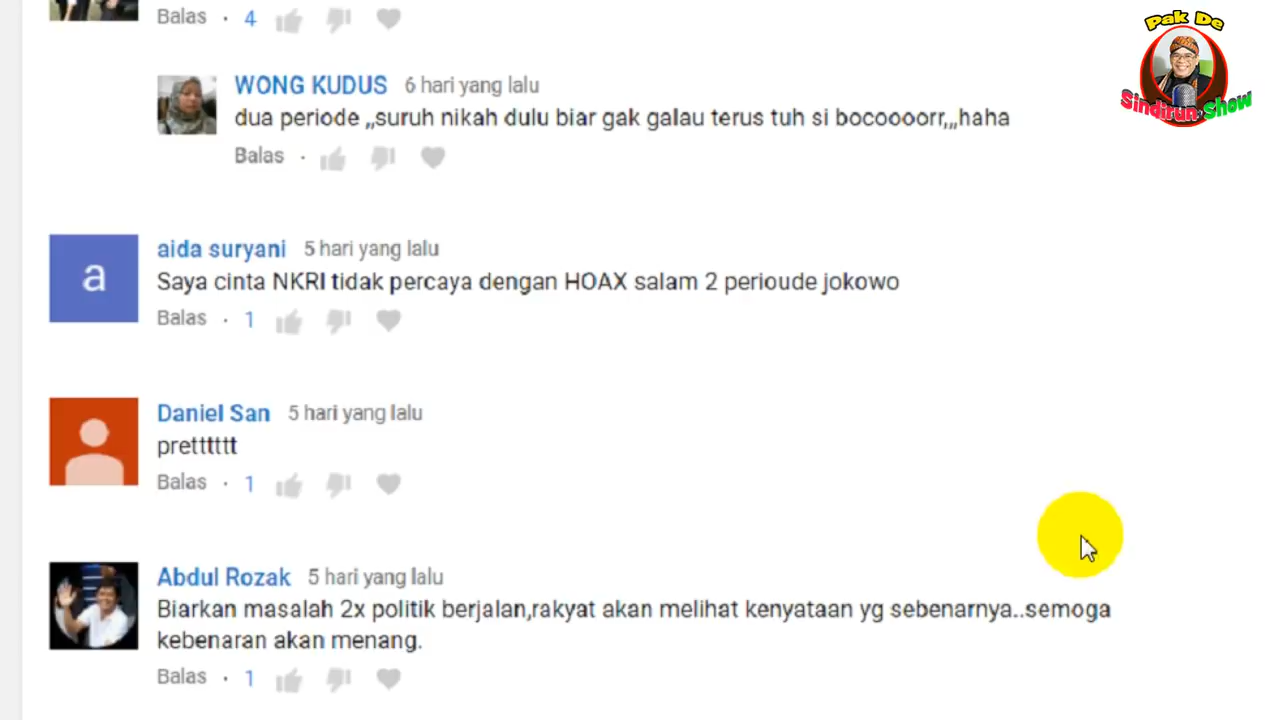 Balas · 4
Pak De
Sindirun Show
WONG KUDUS 6 hari yang lalu
dua periode ,,suruh nikah dulu biar gak galau terus tuh si bocoooorr,,,haha
Balas ·
a
aida suryani 5 hari yang lalu
Saya cinta NKRI tidak percaya dengan HOAX salam 2 perioude jokowo
Balas · 1
Daniel San 5 hari yang lalu
pretttttt
Balas · 1
Abdul Rozak 5 hari yang lalu
Biarkan masalah 2x politik berjalan,rakyat akan melihat kenyataan yg sebenarnya..semoga
kebenaran akan menang.
Balas · 1